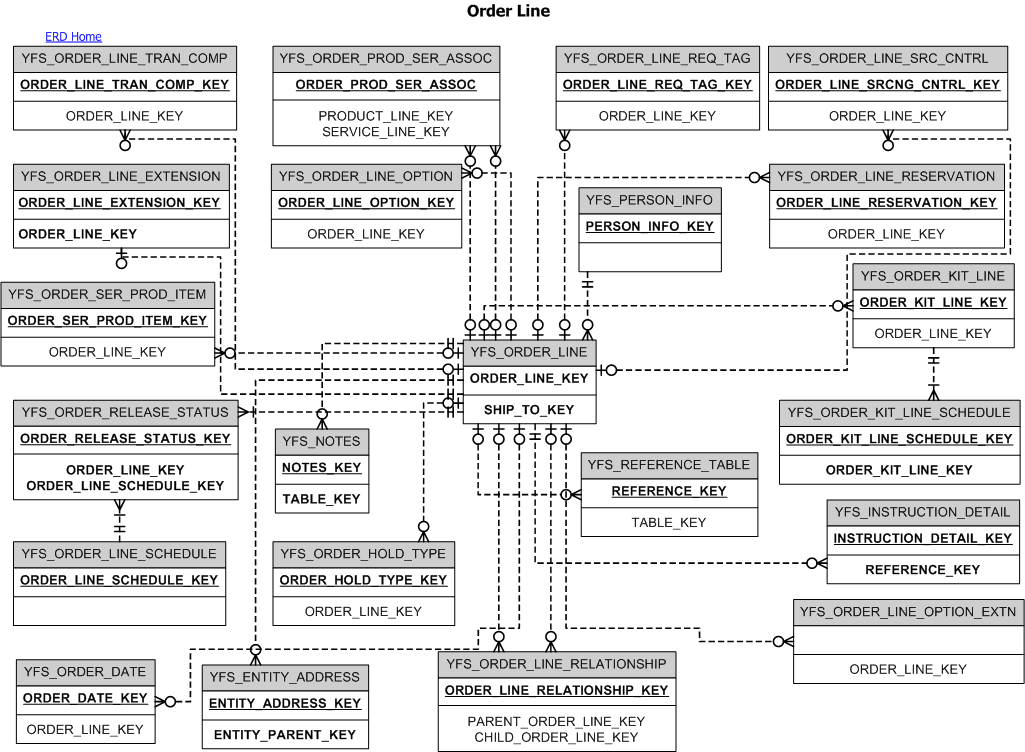 Order Line
ERD Home
YFS_ORDER_LINE_TRAN_COMP
ORDER_LINE_TRAN_COMP_KEY
ORDER_LINE_KEY
YFS_ORDER_PROD_SER_ASSOC
ORDER_PROD_SER_ASSOC
PRODUCT_LINE_KEY
SERVICE_LINE_KEY
YFS_ORDER_LINE_REQ_TAG
ORDER_LINE_REQ_TAG_KEY
ORDER_LINE_KEY
YFS_ORDER_LINE_SRC_CNTRL
ORDER_LINE_SRCNG_CNTRL_KEY
ORDER_LINE_KEY
YFS_ORDER_LINE_EXTENSION
ORDER_LINE_EXTENSION_KEY
ORDER_LINE_KEY
YFS_ORDER_LINE_OPTION
ORDER_LINE_OPTION_KEY
ORDER_LINE_KEY
YFS_PERSON_INFO
PERSON_INFO_KEY
YFS_ORDER_LINE_RESERVATION
ORDER_LINE_RESERVATION_KEY
ORDER_LINE_KEY
YFS_ORDER_SER_PROD_ITEM
ORDER_SER_PROD_ITEM_KEY
ORDER_LINE_KEY
YFS_ORDER_KIT_LINE
ORDER_KIT_LINE_KEY
ORDER_LINE_KEY
YFS_ORDER_LINE
ORDER_LINE_KEY
SHIP_TO_KEY
YFS_ORDER_RELEASE_STATUS
ORDER_RELEASE_STATUS_KEY
ORDER_LINE_KEY
ORDER_LINE_SCHEDULE_KEY
YFS_NOTES
NOTES_KEY
TABLE_KEY
YFS_ORDER_KIT_LINE_SCHEDULE
ORDER_KIT_LINE_SCHEDULE_KEY
ORDER_KIT_LINE_KEY
YFS_REFERENCE_TABLE
REFERENCE_KEY
TABLE_KEY
YFS_INSTRUCTION_DETAIL
INSTRUCTION_DETAIL_KEY
REFERENCE_KEY
YFS_ORDER_LINE_SCHEDULE
ORDER_LINE_SCHEDULE_KEY
YFS_ORDER_HOLD_TYPE
ORDER_HOLD_TYPE_KEY
ORDER_LINE_KEY
YFS_ORDER_LINE_OPTION_EXTN
ORDER_LINE_KEY
YFS_ORDER_DATE
ORDER_DATE_KEY
ORDER_LINE_KEY
YFS_ENTITY_ADDRESS
ENTITY_ADDRESS_KEY
ENTITY_PARENT_KEY
YFS_ORDER_LINE_RELATIONSHIP
ORDER_LINE_RELATIONSHIP_KEY
PARENT_ORDER_LINE_KEY
CHILD_ORDER_LINE_KEY